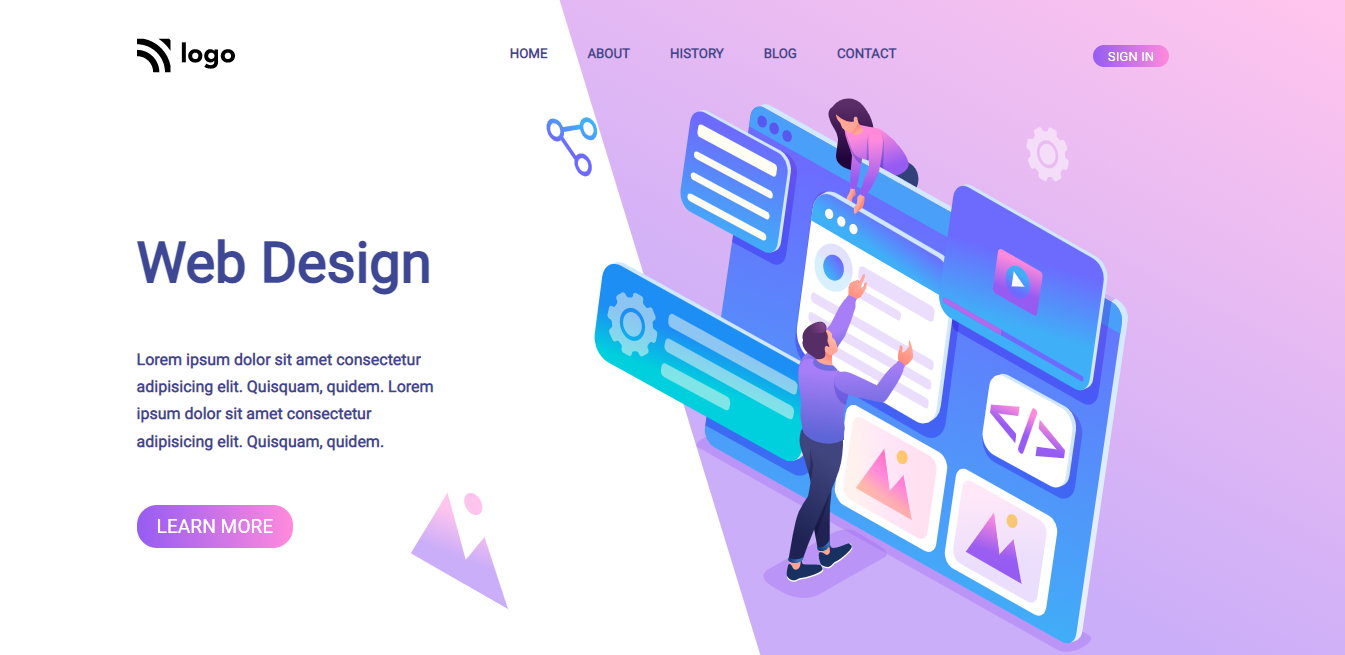 logo
HOME ABOUT HISTORY BLOG CONTACT
SIGN IN
Web Design
Lorem ipsum dolor sit amet consectetur
adipisicing elit. Quisquam, quidem. Lorem
ipsum dolor sit amet consectetur
adipisicing elit. Quisquam, quidem.
LEARN MORE
</>